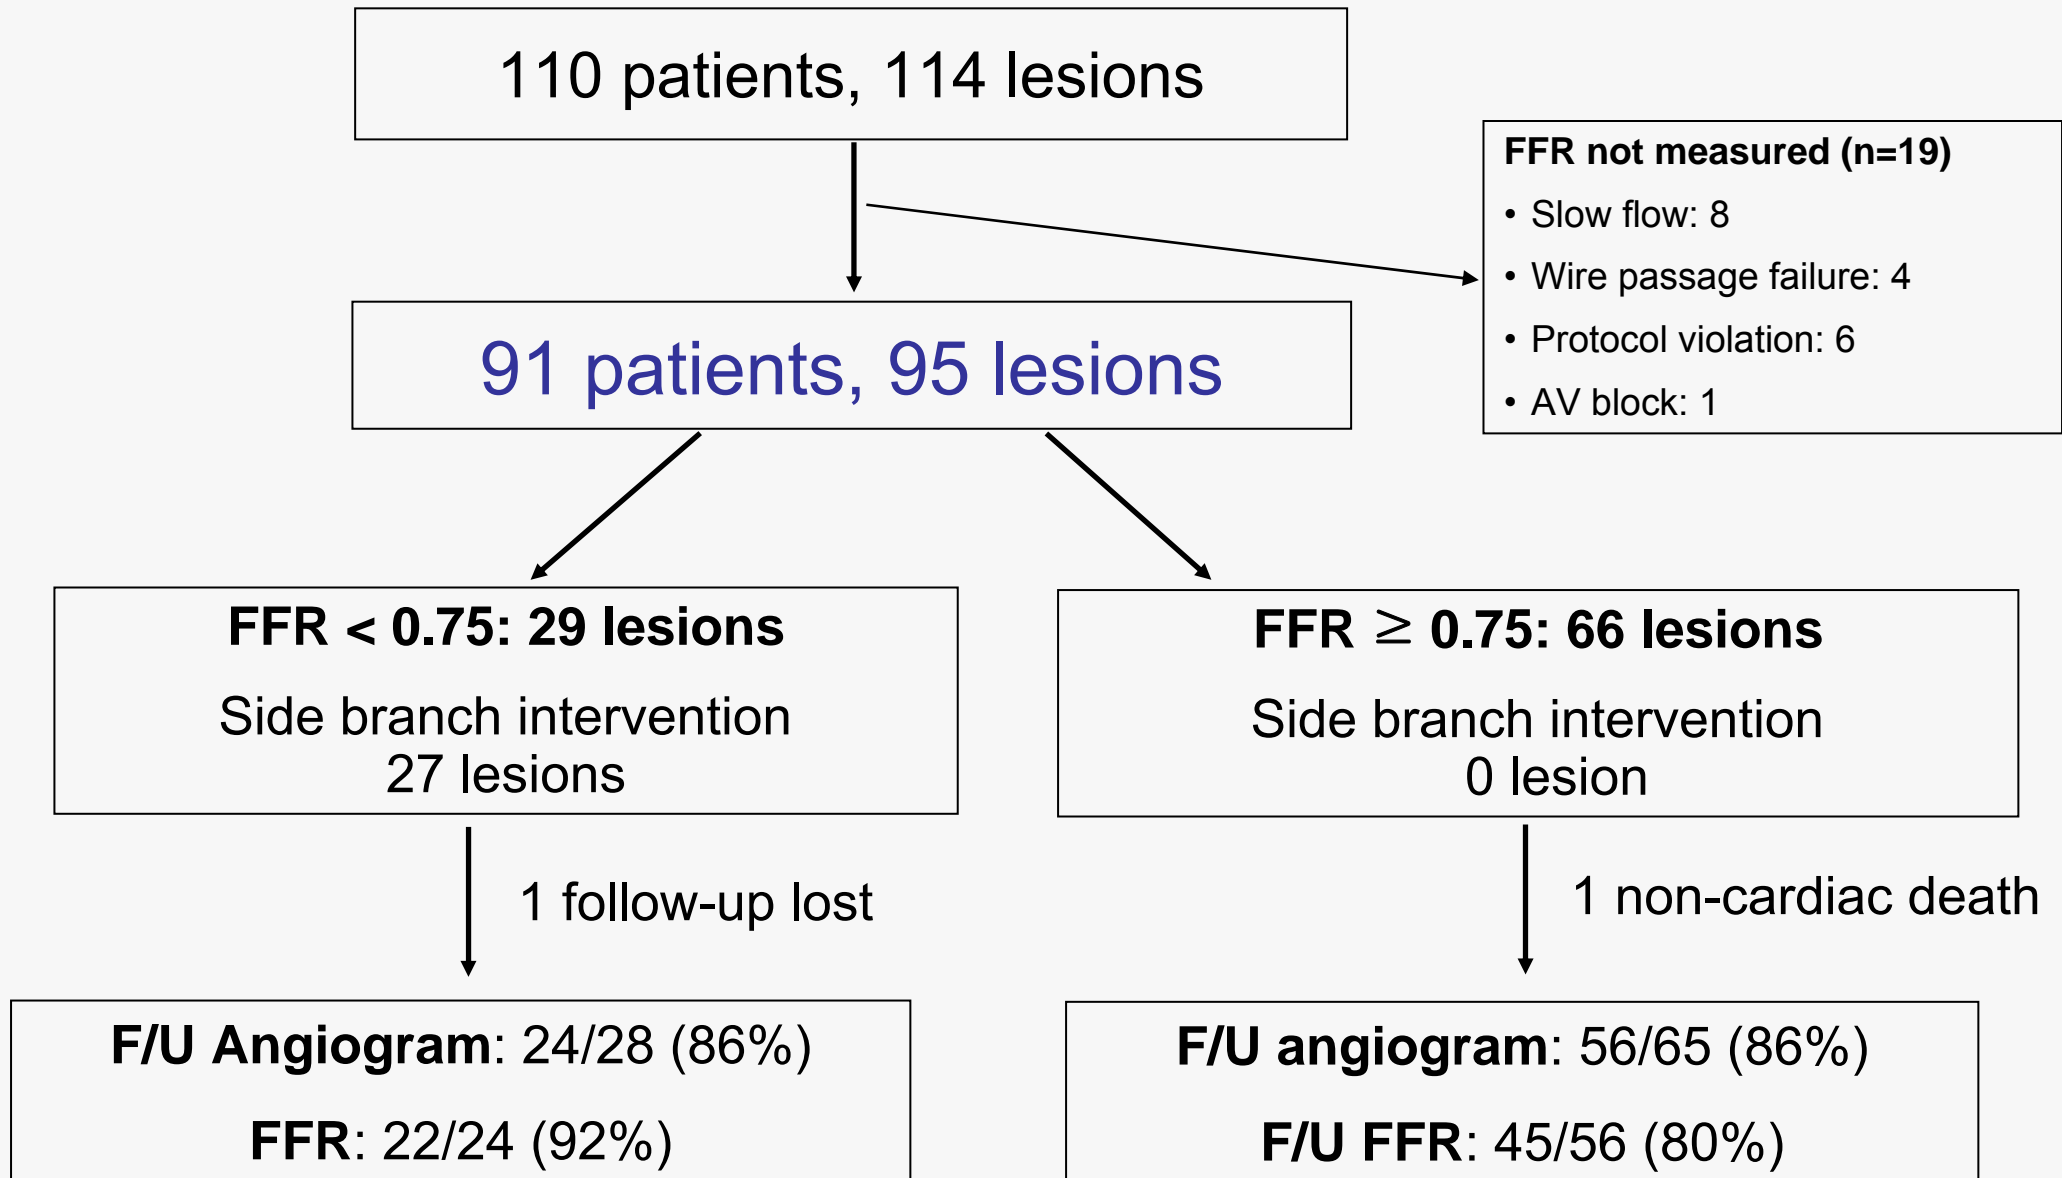 110 patients, 114 lesions
FFR not measured (n=19)
• Slow flow: 8
• Wire passage failure: 4
• Protocol violation: 6
• AV block: 1
91 patients, 95 lesions
FFR < 0.75: 29 lesions
Side branch intervention
27 lesions
FFR ≥ 0.75: 66 lesions
Side branch intervention
0 lesion
1 follow-up lost
1 non-cardiac death
F/U Angiogram: 24/28 (86%)
FFR: 22/24 (92%)
F/U angiogram: 56/65 (86%)
F/U FFR: 45/56 (80%)